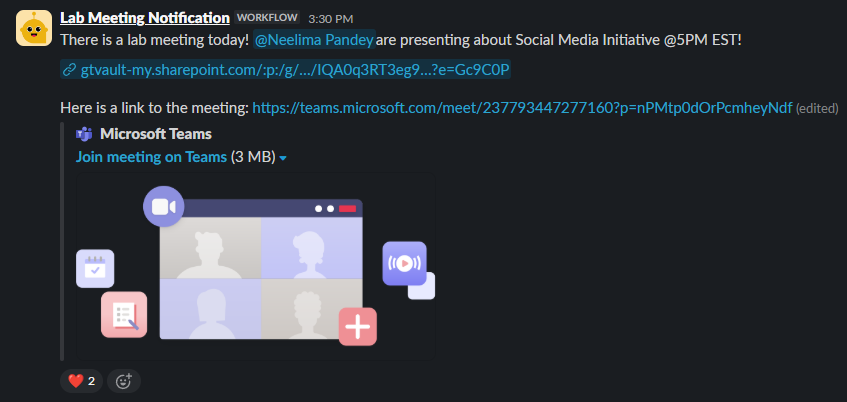 Lab Meeting Notification WORKFLOW 3:30 PM
There is a lab meeting today! @Neelima Pandey are presenting about Social Media Initiative @5PM EST!
gtvault-my.sharepoint.com/:p:/g/.../IQA0q3RT3eg9...?e=Gc9C0P
Here is a link to the meeting: https://teams.microsoft.com/meet/237793447277160?p=nPMtp0dOrPcmheyNdf (edited)
Microsoft Teams
Join meeting on Teams (3 MB)
2